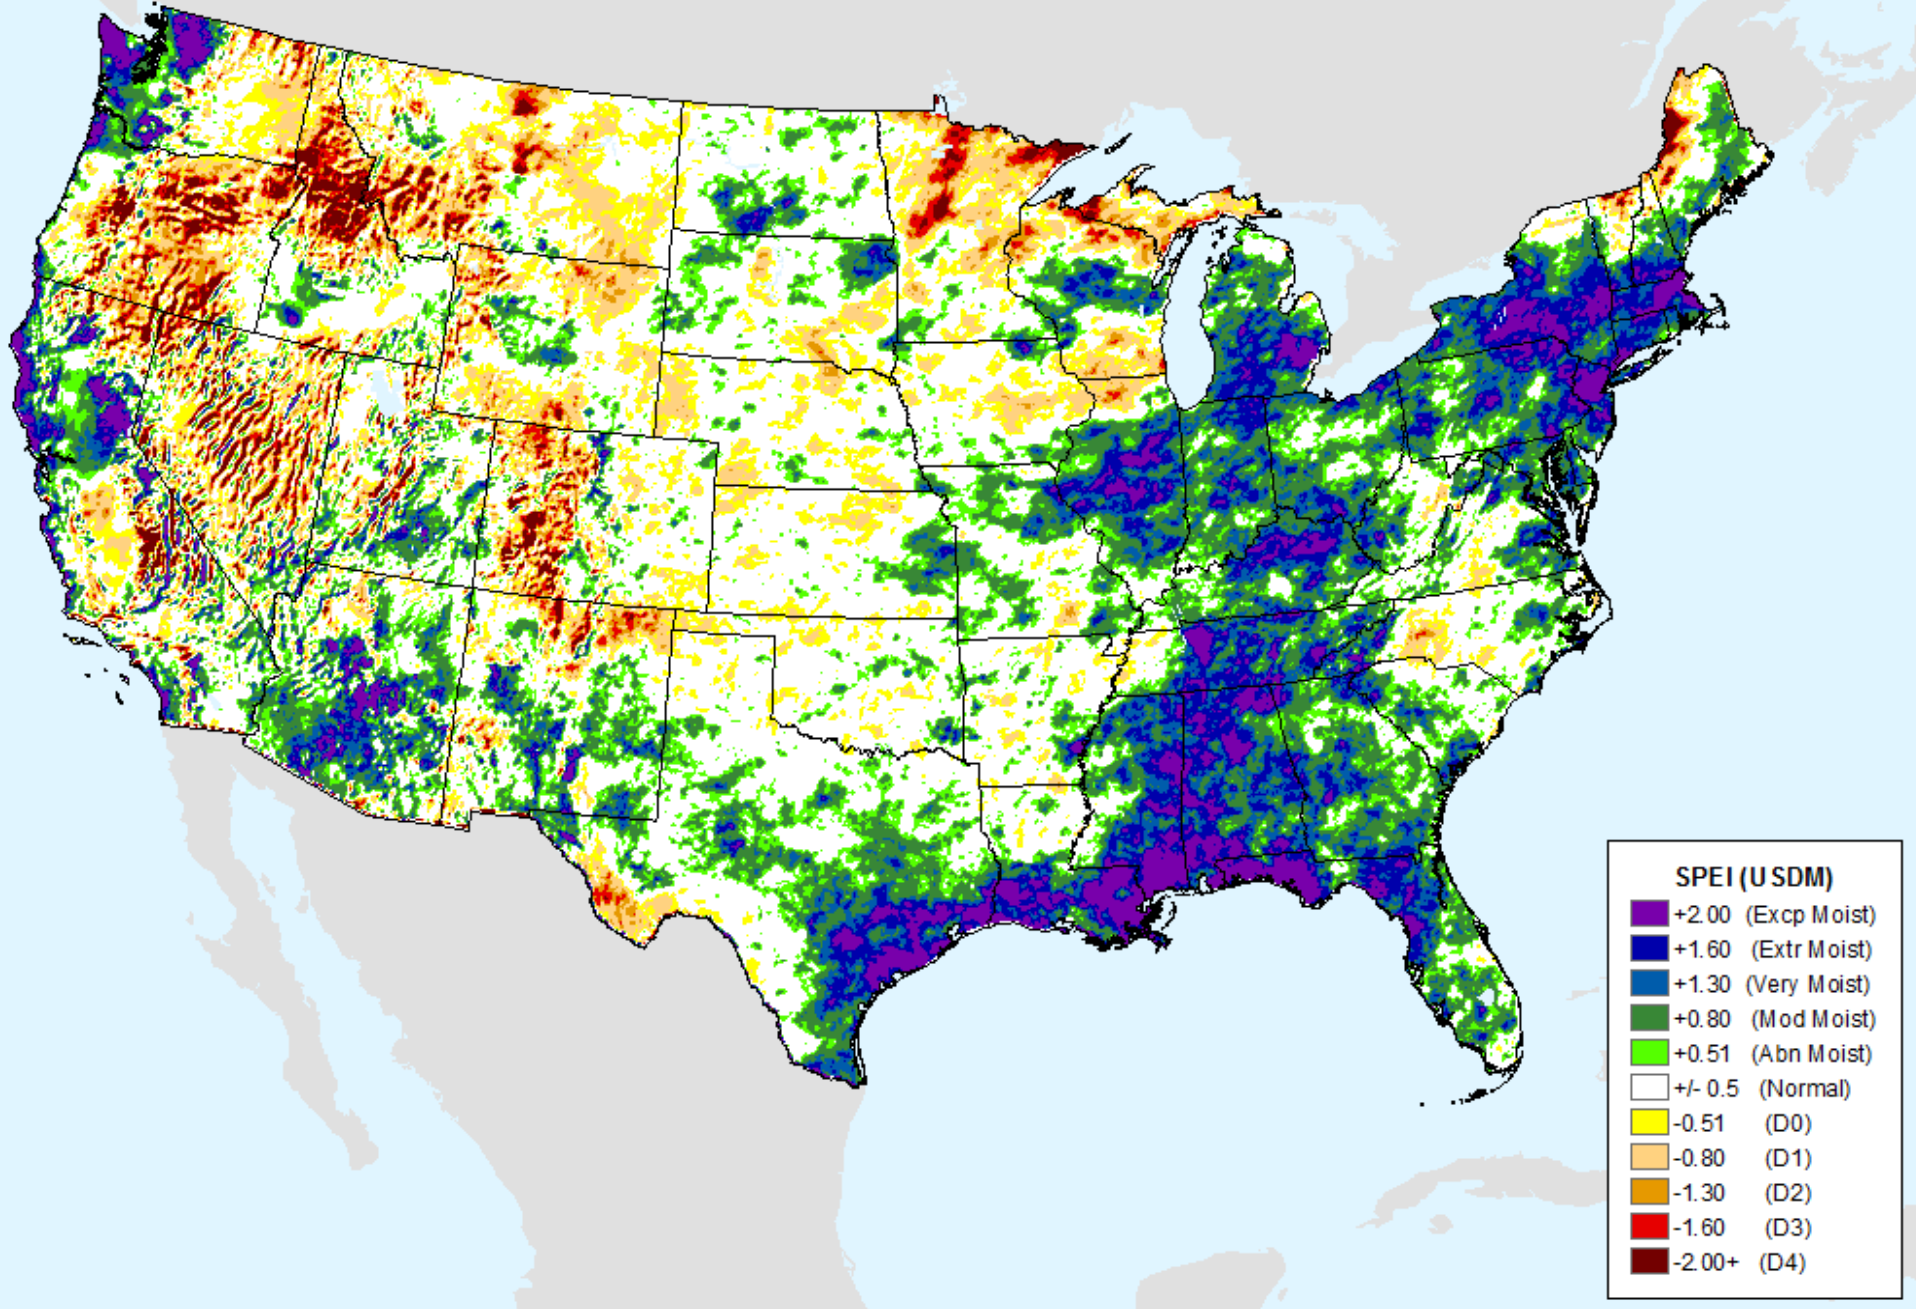 SPEI (USDM)
+2.00 (Excp Moist)
+1.60 (Extr Moist)
+1.30 (Very Moist)
+0.80 (Mod Moist)
+0.51 (Abn Moist)
+/- 0.5 (Normal)
-0.51 (D0)
-0.80 (D1)
-1.30 (D2)
-1.60 (D3)
-2.00+ (D4)